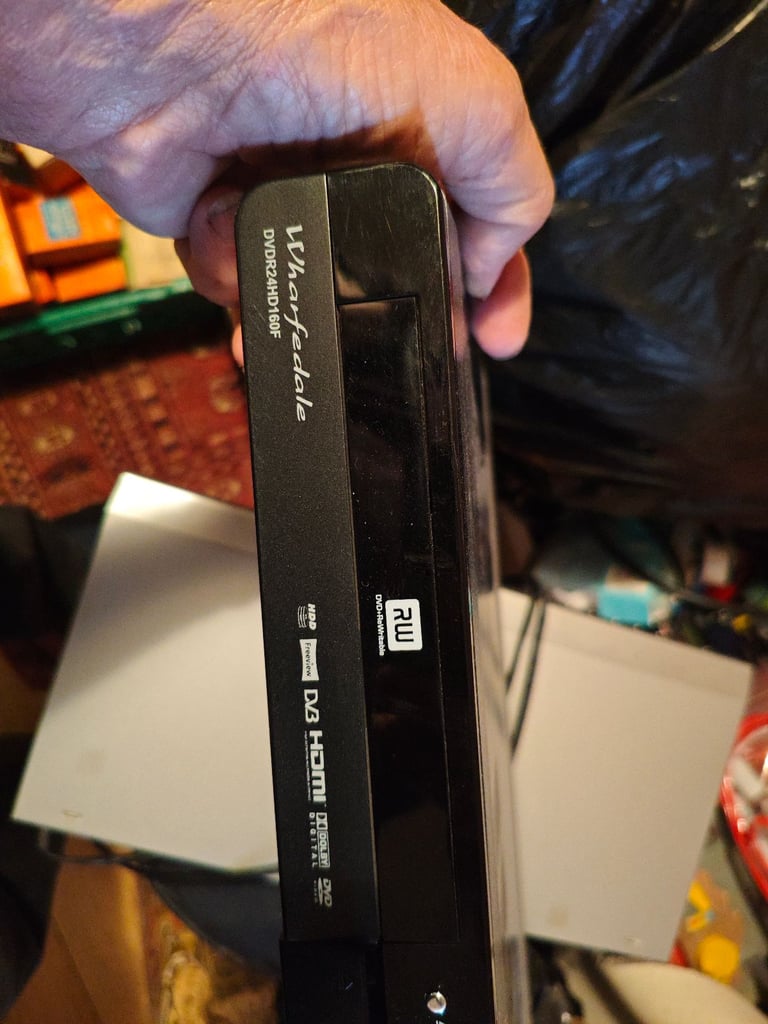 Wharfedale
DVDR24HD160F
RW
DVD+ReWritable
HDD
Freeview
DVB
HDMI
DOLBY
DIGITAL
DVD